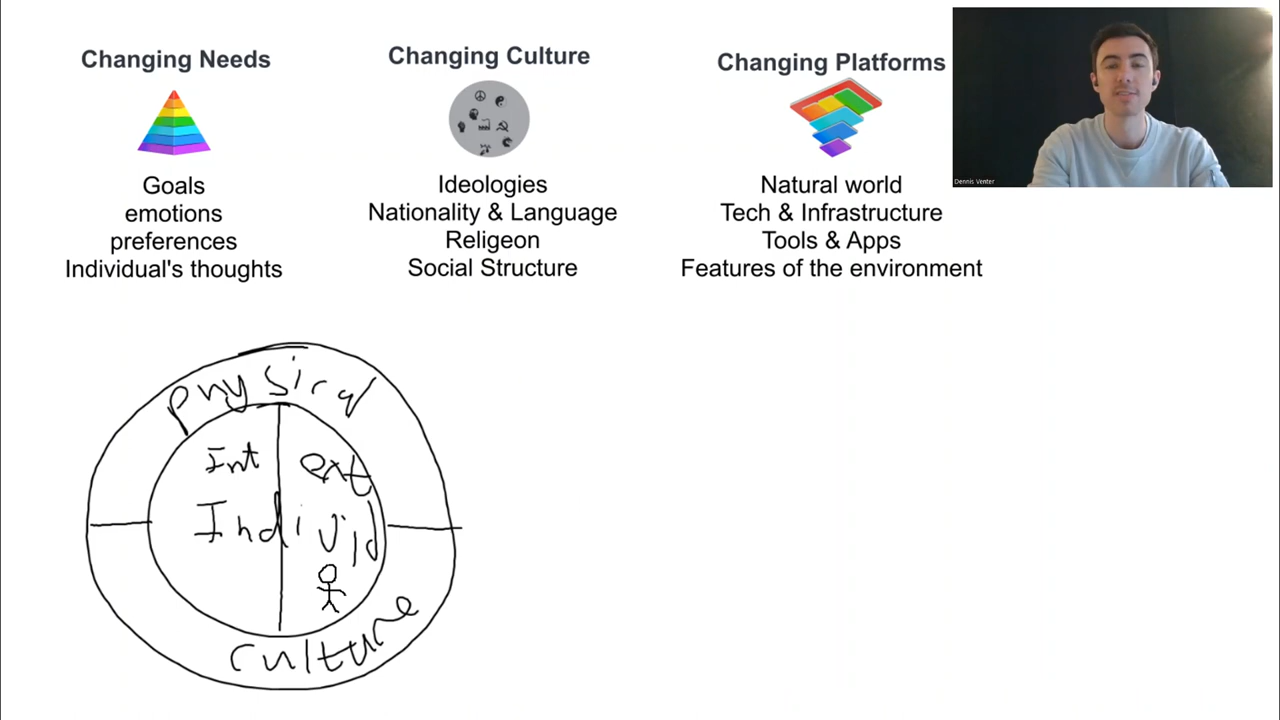 Changing Needs
Goals
emotions
preferences
Individual's thoughts
Changing Culture
Ideologies
Nationality & Language
Religeon
Social Structure
Changing Platforms
Natural world
Tech & Infrastructure
Tools & Apps
Features of the environment
Dennis Venter
Physical
Int
ext
Individ
culture